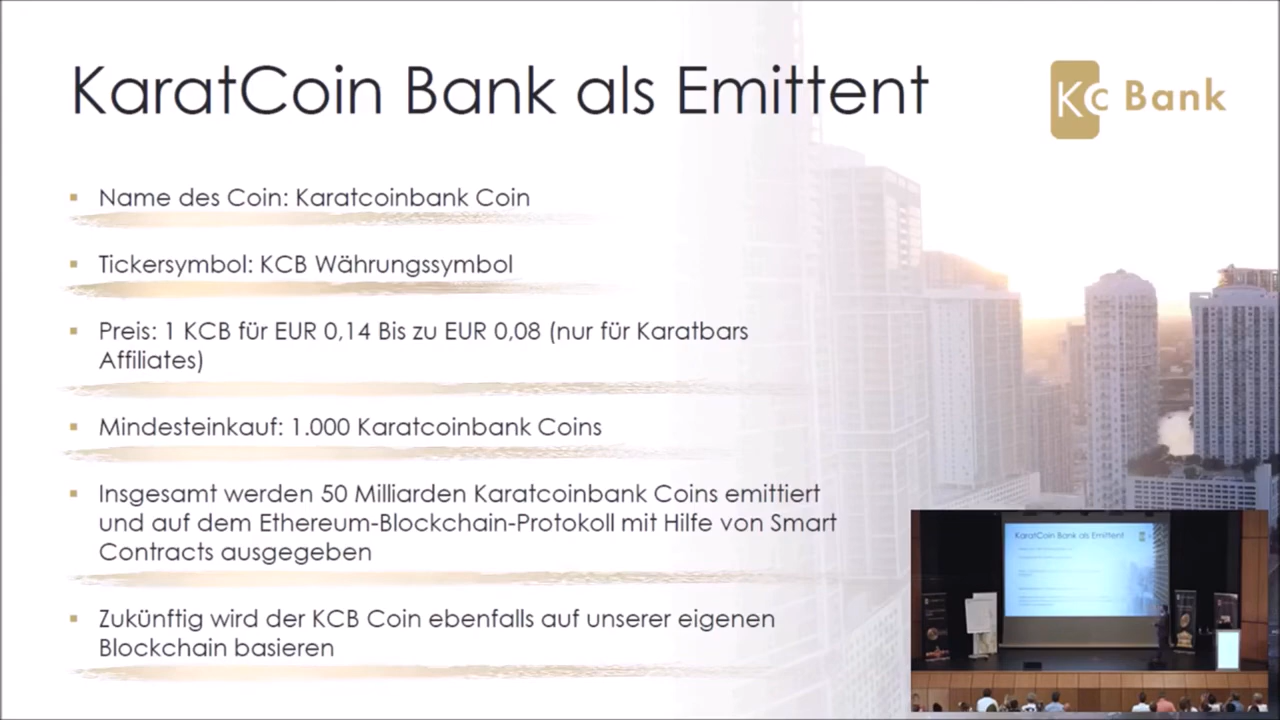 KaratCoin Bank als Emittent
Kc Bank
Name des Coin: Karatcoinbank Coin
Tickersymbol: KCB Währungssymbol
Preis: 1 KCB für EUR 0,14 Bis zu EUR 0,08 (nur für Karatbars
Affiliates)
Mindesteinkauf: 1.000 Karatcoinbank Coins
Insgesamt werden 50 Milliarden Karatcoinbank Coins emittiert
und auf dem Ethereum-Blockchain-Protokoll mit Hilfe von Smart
Contracts ausgegeben
Zukünftig wird der KCB Coin ebenfalls auf unserer eigenen
Blockchain basieren
KaratCoin Bank als Emittent